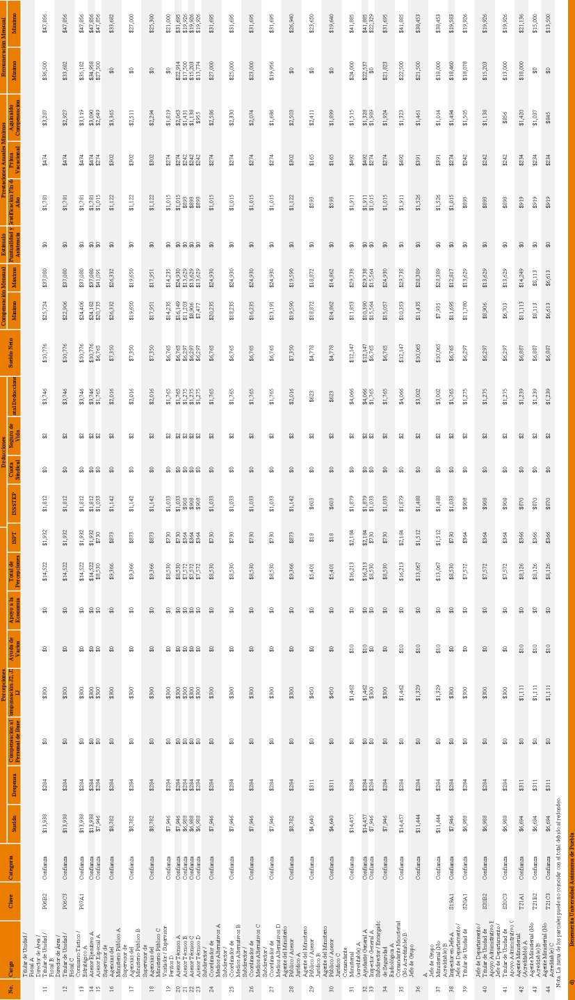 Percepciones Deducciones Compensación Mensual Estímulo Prestaciones Anuales Mínimas Remuneración Mensual
No. Cargo Clave Categoría Sueldo Despensa Compensación al Personal de Base Ayuda de Varios Apoyo a la Economía Total de Percepciones ISPT ISSSTEP Cuota Sindical Seguro de Vida Sueldo Neto Mínimo Máximo Puntualidad y Asistencia Fin de Año Prima Vacacional Aguinaldo Compensación Mínimo Máximo
Titular de Unidad /
Fiscal A
Director de Área /
11 Titular de Unidad / P06B2 Confianza $13,938 $284 $0 $300 $0 $0 $14,522 $1,932 $1,812 $0 $2 $3,746 $10,776 $25,724 $37,080 $0 $1,781 $474 $3,287 $36,500 $47,856
Fiscal B
Director de Área /
12 Titular de Unidad / P06C3 Confianza $13,938 $284 $0 $300 $0 $0 $14,522 $1,932 $1,812 $0 $2 $3,746 $10,776 $22,906 $37,080 $0 $1,781 $474 $2,927 $33,682 $47,856
Fiscal C
Comisario Táctico /
13 Estratégico A P07A1 Confianza $13,938 $284 $0 $300 $0 $0 $14,522 $1,932 $1,812 $0 $2 $3,746 $10,776 $24,406 $37,080 $0 $1,781 $474 $3,119 $35,182 $47,856
14 Asesor Ejecutivo A Confianza $13,938 $284 $0 $300 $0 $0 $14,522 $1,932 $1,812 $0 $2 $3,746 $10,776 $24,182 $37,080 $0 $1,781 $474 $3,090 $34,958 $47,856
15 Asesor Especial A Confianza $7,946 $284 $0 $300 $0 $0 $8,530 $730 $1,033 $0 $2 $1,765 $6,765 $20,735 $41,091 $0 $1,015 $274 $2,649 $27,500 $47,856
Supervisor de
16 Agencias del Confianza $8,782 $284 $0 $300 $0 $0 $9,366 $873 $1,142 $0 $2 $2,016 $7,350 $26,332 $26,332 $0 $1,122 $302 $3,365 $0 $33,682
Ministerio Público A
Supervisor de
17 Agencias del Confianza $8,782 $284 $0 $300 $0 $0 $9,366 $873 $1,142 $0 $2 $2,016 $7,350 $19,650 $19,650 $0 $1,122 $302 $2,511 $0 $27,000
Ministerio Público B
Supervisor de
18 Agencias del Confianza $8,782 $284 $0 $300 $0 $0 $9,366 $873 $1,142 $0 $2 $2,016 $7,350 $17,951 $17,951 $0 $1,122 $302 $2,294 $0 $25,300
Ministerio Público C
Visitador / Supervisor
19 Peritos D Confianza $7,946 $284 $0 $300 $0 $0 $8,530 $730 $1,033 $0 $2 $1,765 $6,765 $14,235 $14,235 $0 $1,015 $274 $1,819 $0 $21,000
20 Asesor Técnico A Confianza $7,946 $284 $0 $300 $0 $0 $8,530 $730 $1,033 $0 $2 $1,765 $6,765 $16,149 $24,930 $0 $1,015 $274 $2,063 $22,914 $31,695
21 Asesor Técnico B Confianza $6,988 $284 $0 $300 $0 $0 $7,572 $364 $908 $0 $2 $1,275 $6,297 $11,203 $13,629 $0 $893 $242 $1,431 $17,500 $19,926
22 Asesor Técnico C Confianza $6,988 $284 $0 $300 $0 $0 $7,572 $364 $908 $0 $2 $1,275 $6,297 $8,906 $13,629 $0 $893 $242 $1,138 $15,203 $19,926
23 Asesor Técnico D Confianza $6,988 $284 $0 $300 $0 $0 $7,572 $364 $908 $0 $2 $1,275 $6,297 $7,477 $13,629 $0 $893 $242 $955 $13,774 $19,926
Subdirector /
24 Coordinador de Confianza $7,946 $284 $0 $300 $0 $0 $8,530 $730 $1,033 $0 $2 $1,765 $6,765 $20,235 $24,930 $0 $1,015 $274 $2,586 $27,000 $31,695
Medios Alternativos A
Subdirector /
25 Coordinador de Confianza $7,946 $284 $0 $300 $0 $0 $8,530 $730 $1,033 $0 $2 $1,765 $6,765 $18,235 $24,930 $0 $1,015 $274 $2,330 $25,000 $31,695
Medios Alternativos B
Subdirector /
26 Coordinador de Confianza $7,946 $284 $0 $300 $0 $0 $8,530 $730 $1,033 $0 $2 $1,765 $6,765 $16,235 $24,930 $0 $1,015 $274 $2,074 $23,000 $31,695
Medios Alternativos C
Subdirector /
27 Coordinador de Confianza $7,946 $284 $0 $300 $0 $0 $8,530 $730 $1,033 $0 $2 $1,765 $6,765 $13,191 $24,930 $0 $1,015 $274 $1,686 $19,956 $31,695
Medios Alternativos D
Agente del Ministerio
28 Público Asesor Confianza $8,782 $284 $0 $300 $0 $0 $9,366 $873 $1,142 $0 $2 $2,016 $7,350 $19,590 $19,590 $0 $1,122 $302 $2,503 $0 $26,940
Jurídico A
Agente del Ministerio
29 Público Asesor Confianza $4,640 $311 $0 $450 $0 $0 $5,401 $18 $603 $0 $2 $623 $4,778 $18,872 $18,872 $0 $593 $165 $2,411 $0 $23,650
Jurídico B
Agente del Ministerio
30 Público Asesor Confianza $4,640 $311 $0 $450 $0 $0 $5,401 $18 $603 $0 $2 $623 $4,778 $14,862 $14,862 $0 $593 $165 $1,899 $0 $19,640
Jurídico C
Comandante
31 Ministerial Confianza $14,457 $284 $0 $1,462 $10 $0 $16,213 $2,184 $1,879 $0 $2 $4,066 $12,147 $11,853 $29,738 $0 $1,911 $492 $1,515 $24,000 $41,885
(acreditable) A
32 Ayudante General A Confianza $14,457 $284 $0 $1,462 $10 $0 $16,213 $2,184 $1,879 $0 $2 $4,066 $12,147 $10,390 $29,738 $0 $1,911 $492 $1,328 $22,537 $41,885
33 Inspector General A Confianza $7,946 $284 $0 $300 $0 $0 $8,530 $730 $1,033 $0 $2 $1,765 $6,765 $15,564 $15,564 $0 $1,015 $274 $1,989 $0 $22,329
Subdirector / Encargado
34 de Seguridad Confianza $7,946 $284 $0 $300 $0 $0 $8,530 $730 $1,033 $0 $2 $1,765 $6,765 $15,057 $24,930 $0 $1,015 $274 $1,924 $21,823 $31,695
Especializada A
35 Comandante Ministerial Confianza $14,457 $284 $0 $1,462 $10 $0 $16,213 $2,184 $1,879 $0 $2 $4,066 $12,147 $10,353 $29,738 $0 $1,911 $492 $1,323 $22,500 $41,885
(No Acreditable) B
Jefe de Grupo
36 Confianza $11,444 $284 $0 $1,329 $10 $0 $13,067 $1,512 $1,488 $0 $2 $3,002 $10,065 $11,435 $28,389 $0 $1,526 $391 $1,461 $21,500 $38,453
A
Jefe de Grupo
37 Ministerial (No Confianza $11,444 $284 $0 $1,329 $10 $0 $13,067 $1,512 $1,488 $0 $2 $3,002 $10,065 $7,935 $28,389 $0 $1,526 $391 $1,014 $18,000 $38,453
Acreditable) B
38 Inspector en Jefe A S19A1 Confianza $7,946 $284 $0 $300 $0 $0 $8,530 $730 $1,033 $0 $2 $1,765 $6,765 $11,695 $12,817 $0 $1,015 $274 $1,494 $18,460 $19,583
Jefe de Departamento /
39 Titular de Unidad de S20A1 Confianza $6,988 $284 $0 $300 $0 $0 $7,572 $364 $908 $0 $2 $1,275 $6,297 $11,780 $13,629 $0 $893 $242 $1,505 $18,078 $19,926
Jefe de Departamento /
40 Titular de Unidad de S20B2 Confianza $6,988 $284 $0 $300 $0 $0 $7,572 $364 $908 $0 $2 $1,275 $6,297 $8,906 $13,629 $0 $893 $242 $1,138 $15,203 $19,926
Apoyo Administrativo B
Jefe de Departamento
41 Titular de Unidad de S20C3 Confianza $6,988 $284 $0 $300 $0 $0 $7,572 $364 $908 $0 $2 $1,275 $6,297 $6,703 $13,629 $0 $893 $242 $856 $13,000 $19,926
Apoyo Administrativo C
42 Agente Ministerial T21A1 Confianza $6,694 $311 $0 $1,111 $10 $0 $8,126 $366 $870 $0 $2 $1,239 $6,887 $11,113 $14,249 $0 $919 $234 $1,420 $18,000 $21,136
(Acreditable) A
43 Agente Ministerial (No T21B2 Confianza $6,694 $311 $0 $1,111 $10 $0 $8,126 $366 $870 $0 $2 $1,239 $6,887 $8,113 $8,113 $0 $919 $234 $1,037 $0 $15,000
Acreditable) B
44 Agente Ministerial (No T21C3 Confianza $6,694 $311 $0 $1,111 $10 $0 $8,126 $366 $870 $0 $2 $1,239 $6,887 $6,613 $6,613 $0 $919 $234 $845 $0 $13,500
Acreditable) C
Nota: La suma de los parciales puede no coincidir con el total debido al redondeo.
d) Benemérita Universidad Autónoma de Puebla